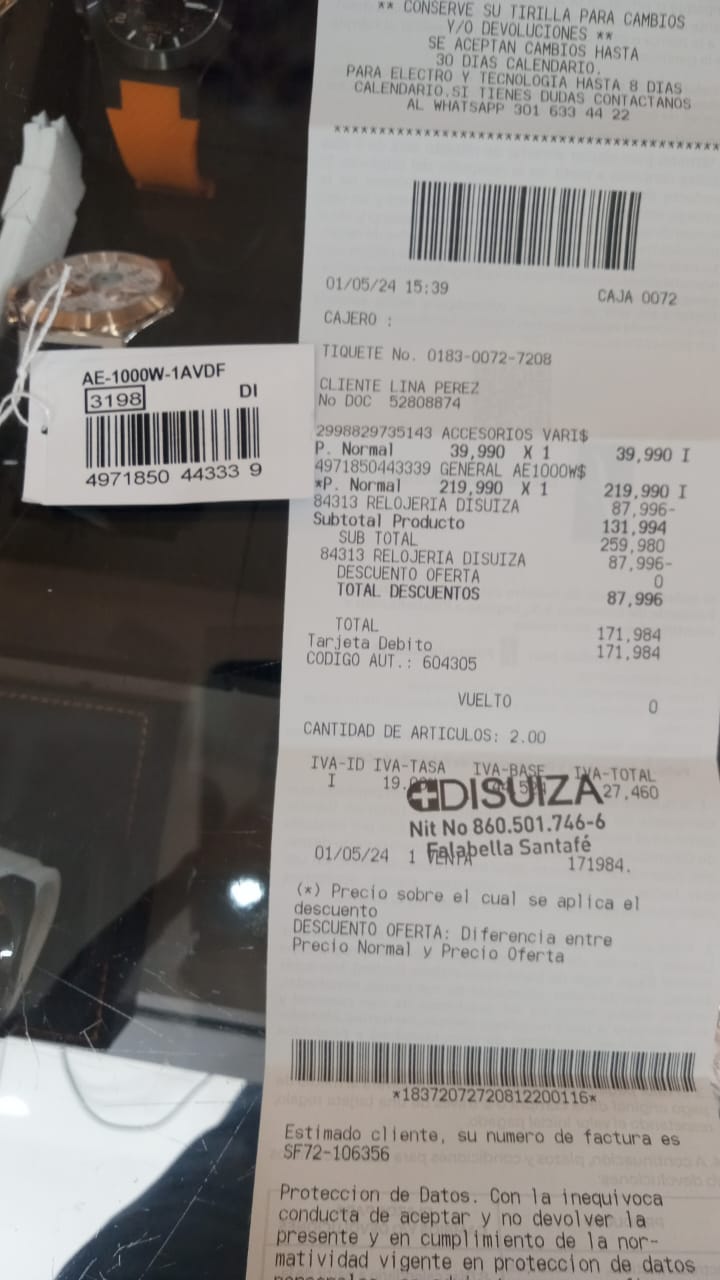 ** CONSERVE SU TIRILLA PARA CAMBIOS
Y/O DEVOLUCIONES **
SE ACEPTAN CAMBIOS HASTA
30 DIAS CALENDARIO.
PARA ELECTRO Y TECNOLOGIA HASTA 8 DIAS
CALENDARIO.SI TIENES DUDAS CONTACTANOS
AL WHATSAPP 301 633 44 22
****************************************
01/05/24 15:39 CAJA 0072
CAJERO :
TIQUETE No. 0183-0072-7208
CLIENTE LINA PEREZ
No DOC 52808874
AE-1000W-1AVDF
3198 DI
4971850 44333 9
2998829735143 ACCESORIOS VARI$
P. Normal 39,990 X 1 39,990 I
4971850443339 GENERAL AE1000W$
*P. Normal 219,990 X 1 219,990 I
84313 RELOJERIA DISUIZA 87,996-
Subtotal Producto 131,994
SUB TOTAL 259,980
84313 RELOJERIA DISUIZA 87,996-
DESCUENTO OFERTA 0
TOTAL DESCUENTOS 87,996
TOTAL 171,984
Tarjeta Debito 171,984
CODIGO AUT.: 604305
VUELTO 0
CANTIDAD DE ARTICULOS: 2.00
IVA-ID IVA-TASA IVA-BASE IVA-TOTAL
I 27,460
DISUIZA
Nit No 860.501.746-6
Falabella Santafé
01/05/24 1 VENTA 171984.
(*) Precio sobre el cual se aplica el
descuento
DESCUENTO OFERTA: Diferencia entre
Precio Normal y Precio Oferta
*18372072720812200116*
Estimado cliente, su numero de factura es
SF72-106356
Proteccion de Datos. Con la inequivoca
conducta de aceptar y no devolver la
presente y en cumplimiento de la nor-
matividad vigente en proteccion de datos